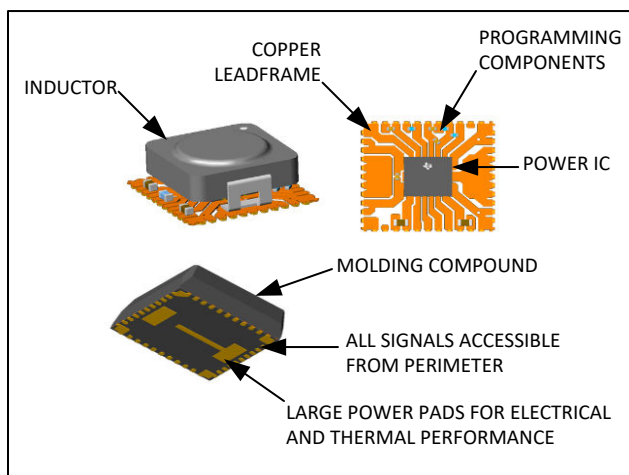 PROGRAMMING
COMPONENTS
COPPER
LEADFRAME
INDUCTOR
POWER IC
MOLDING COMPOUND
ALL SIGNALS ACCESSIBLE
FROM PERIMETER
LARGE POWER PADS FOR ELECTRICAL
AND THERMAL PERFORMANCE